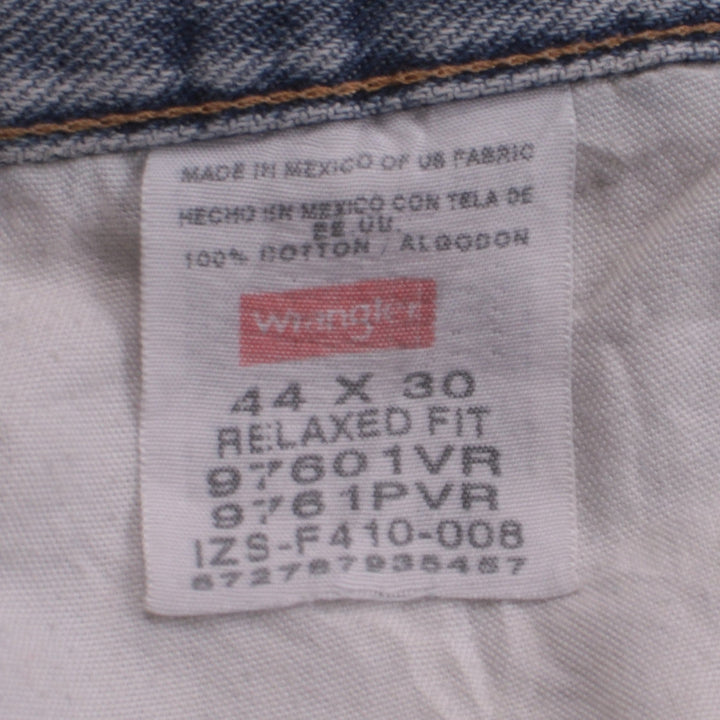 MADE IN MEXICO OF US FABRIC
HECHO EN MEXICO CON TELA DE
EE.UU.
100% COTTON / ALGODON
Wrangler
44 X 30
RELAXED FIT
97601VR
9761PVR
IZS-F410-008